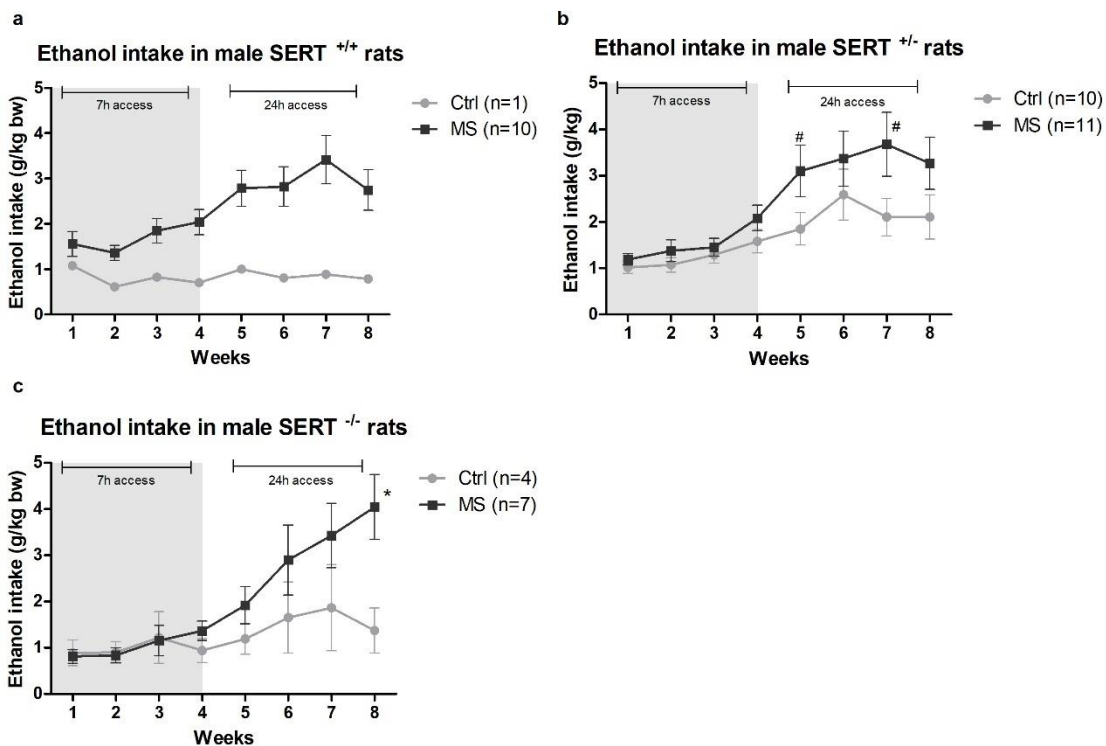 a
Ethanol intake in male SERT +/+ rats
Ethanol intake (g/kg bw)
5
4
3
2
1
0
7h access
24h access
Ctrl (n=1)
MS (n=10)
1 2 3 4 5 6 7 8
Weeks
b
Ethanol intake in male SERT +/- rats
Ethanol intake (g/kg)
5
4
3
2
1
0
7h access
24h access
# #
Ctrl (n=10)
MS (n=11)
1 2 3 4 5 6 7 8
Weeks
c
Ethanol intake in male SERT -/- rats
Ethanol intake (g/kg bw)
5
4
3
2
1
0
7h access
24h access
*
Ctrl (n=4)
MS (n=7)
1 2 3 4 5 6 7 8
Weeks